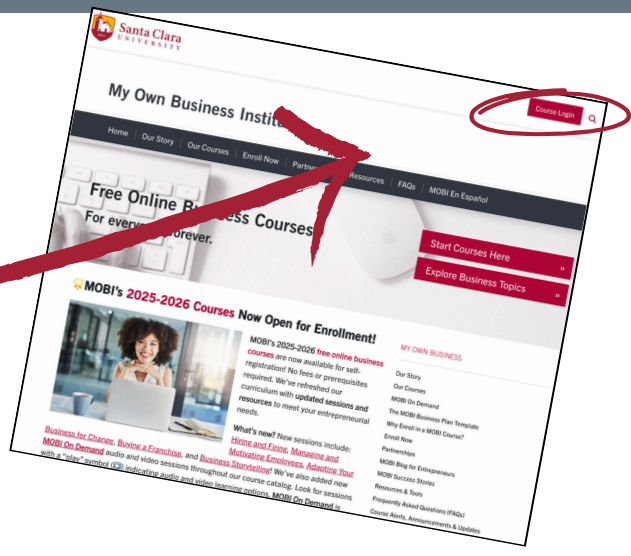 Santa Clara
UNIVERSITY
Course Login
My Own Business
Home
Our Story
Our Courses
Enroll Now
Resources
FAQs
MOBI En Español
Free Online Courses
For
Start Courses Here »
Explore Business Topics »
MOBI's 2025-2026 Courses Now Open for Enrollment!
MOBI's 2025-2026 free online business
courses are now available for self-
registration! No fees or prerequisites
required. We've refreshed our
curriculum with updated sessions and
resources to meet your entrepreneurial
needs.
What's new? New sessions include:
Hiring and Firing, Managing and
Motivating Employees, Adapting Your
Business for Change, Buying a Franchise, and Business Storytelling! We've also added new
MOBI On Demand audio and video sessions throughout our course catalog. Look for sessions
with a "play" symbol indicating audio and video learning options. MOBI On Demand is
MY OWN BUSINESS
Our Story
Our Courses
MOBI On Demand
The MOBI Business Plan Template
Why Enroll in a MOBI Course?
Enroll Now
Partnerships
MOBI Blog for Entrepreneurs
MOBI Success Stories
Resources & Tools
Frequently Asked Questions (FAQs)
Course Alerts, Announcements & Updates